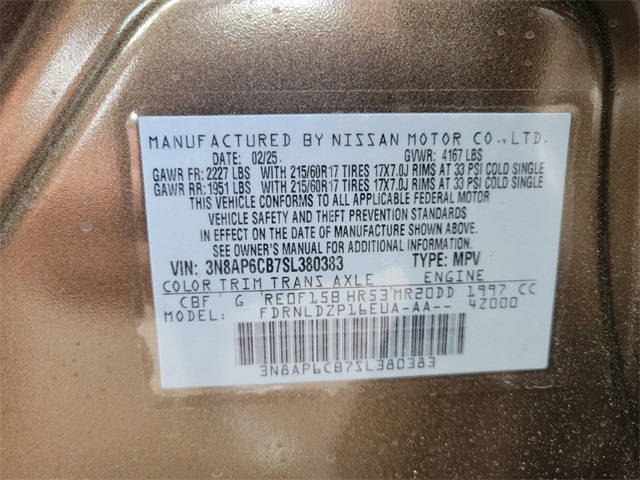 MANUFACTURED BY NISSAN MOTOR CO., LTD.
DATE: 02/25. GVWR: 4167 LBS
GAWR FR: 2227 LBS WITH 215/60R17 TIRES 17X7.0J RIMS AT 33 PSI COLD SINGLE
GAWR RR: 1951 LBS WITH 215/60R17 TIRES 17X7.0J RIMS AT 33 PSI COLD SINGLE
THIS VEHICLE CONFORMS TO ALL APPLICABLE FEDERAL MOTOR
VEHICLE SAFETY AND THEFT PREVENTION STANDARDS
IN EFFECT ON THE DATE OF MANUFACTURE SHOWN ABOVE.
SEE OWNER'S MANUAL FOR ADDITIONAL INFORMATION.
VIN: 3N8AP6CB7SL380383 TYPE: MPV
COLOR TRIM TRANS AXLE ENGINE
CBF G RE0F15B HR53 MR20DD 1997 CC
MODEL: FDRNLDZP16EUA-AA-- 4Z000
3N8AP6CB7SL380383